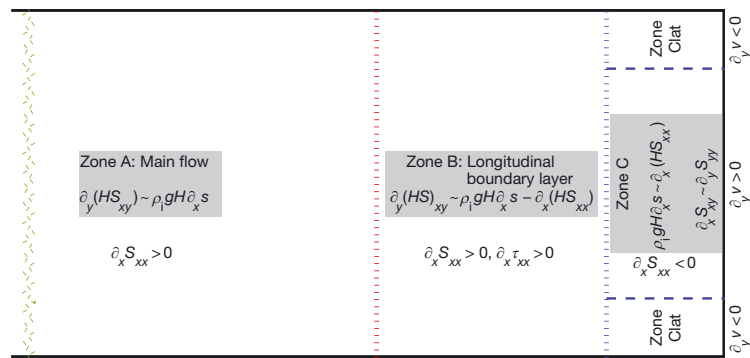 Zone A: Main flow
∂y(HSxy) ~ ρigH∂xs
∂xSxx > 0
Zone B: Longitudinal
boundary layer
∂y(HS)xy ~ ρigH∂xs − ∂x(HSxx)
∂xSxx > 0, ∂xτxx > 0
Zone
Clat
Zone C
ρigH∂xs ~ ∂x(HSxx)
∂xSxy ~ ∂ySyy
∂xSxx < 0
Zone
Clat
∂yv < 0
∂yv > 0
∂yv < 0